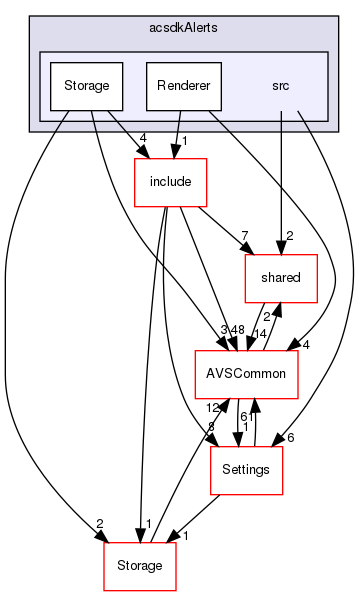 acsdkAlerts
Storage
Renderer
src
4
1
include
7
2
shared
3
48
14
2
4
AVSCommon
12
8
61
1
6
Settings
2
1
1
Storage